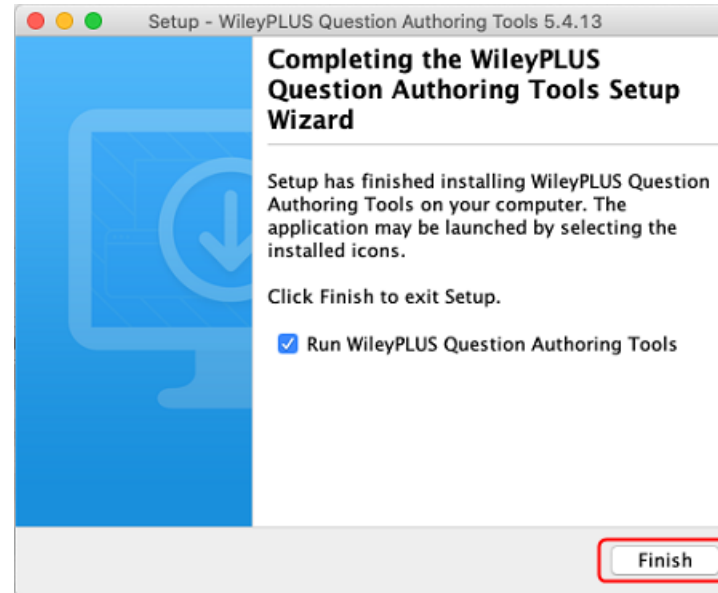 Setup - WileyPLUS Question Authoring Tools 5.4.13
Completing the WileyPLUS
Question Authoring Tools Setup
Wizard
Setup has finished installing WileyPLUS Question
Authoring Tools on your computer. The
application may be launched by selecting the
installed icons.
Click Finish to exit Setup.
Run WileyPLUS Question Authoring Tools
Finish